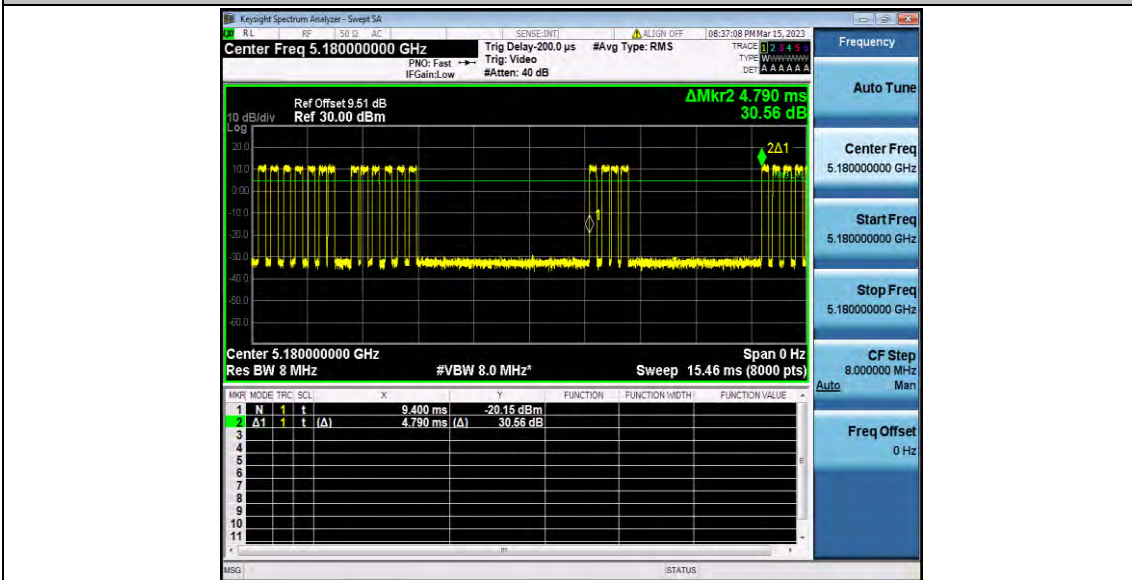 Keysight Spectrum Analyzer - Swept SA
RL RF 50 Ω AC SENSE:INT ALIGN OFF 08:37:08 PM Mar 15, 2023
Center Freq 5.180000000 GHz
PNO: Fast
IFGain:Low
Trig Delay-200.0 µs
Trig: Video
#Atten: 40 dB
#Avg Type: RMS
TRACE 1 2 3 4 5 6
TYPE W
DET A A A A A A
ΔMkr2 4.790 ms
30.56 dB
Ref Offset 9.51 dB
Ref 30.00 dBm
10 dB/div
Log
20.0
10.0
0.00
-10.0
-20.0
-30.0
-40.0
-50.0
-60.0
2Δ1
1
Center 5.180000000 GHz
Span 0 Hz
Res BW 8 MHz
#VBW 8.0 MHz*
Sweep 15.46 ms (8000 pts)
MKR MODE TRC SCL X Y FUNCTION FUNCTION WIDTH FUNCTION VALUE
1 N 1 t 9.400 ms -20.15 dBm
2 Δ1 1 t (Δ) 4.790 ms (Δ) 30.56 dB
3
4
5
6
7
8
9
10
11
MSG
STATUS
Frequency
Auto Tune
Center Freq
5.180000000 GHz
Start Freq
5.180000000 GHz
Stop Freq
5.180000000 GHz
CF Step
8.000000 MHz
Auto Man
Freq Offset
0 Hz